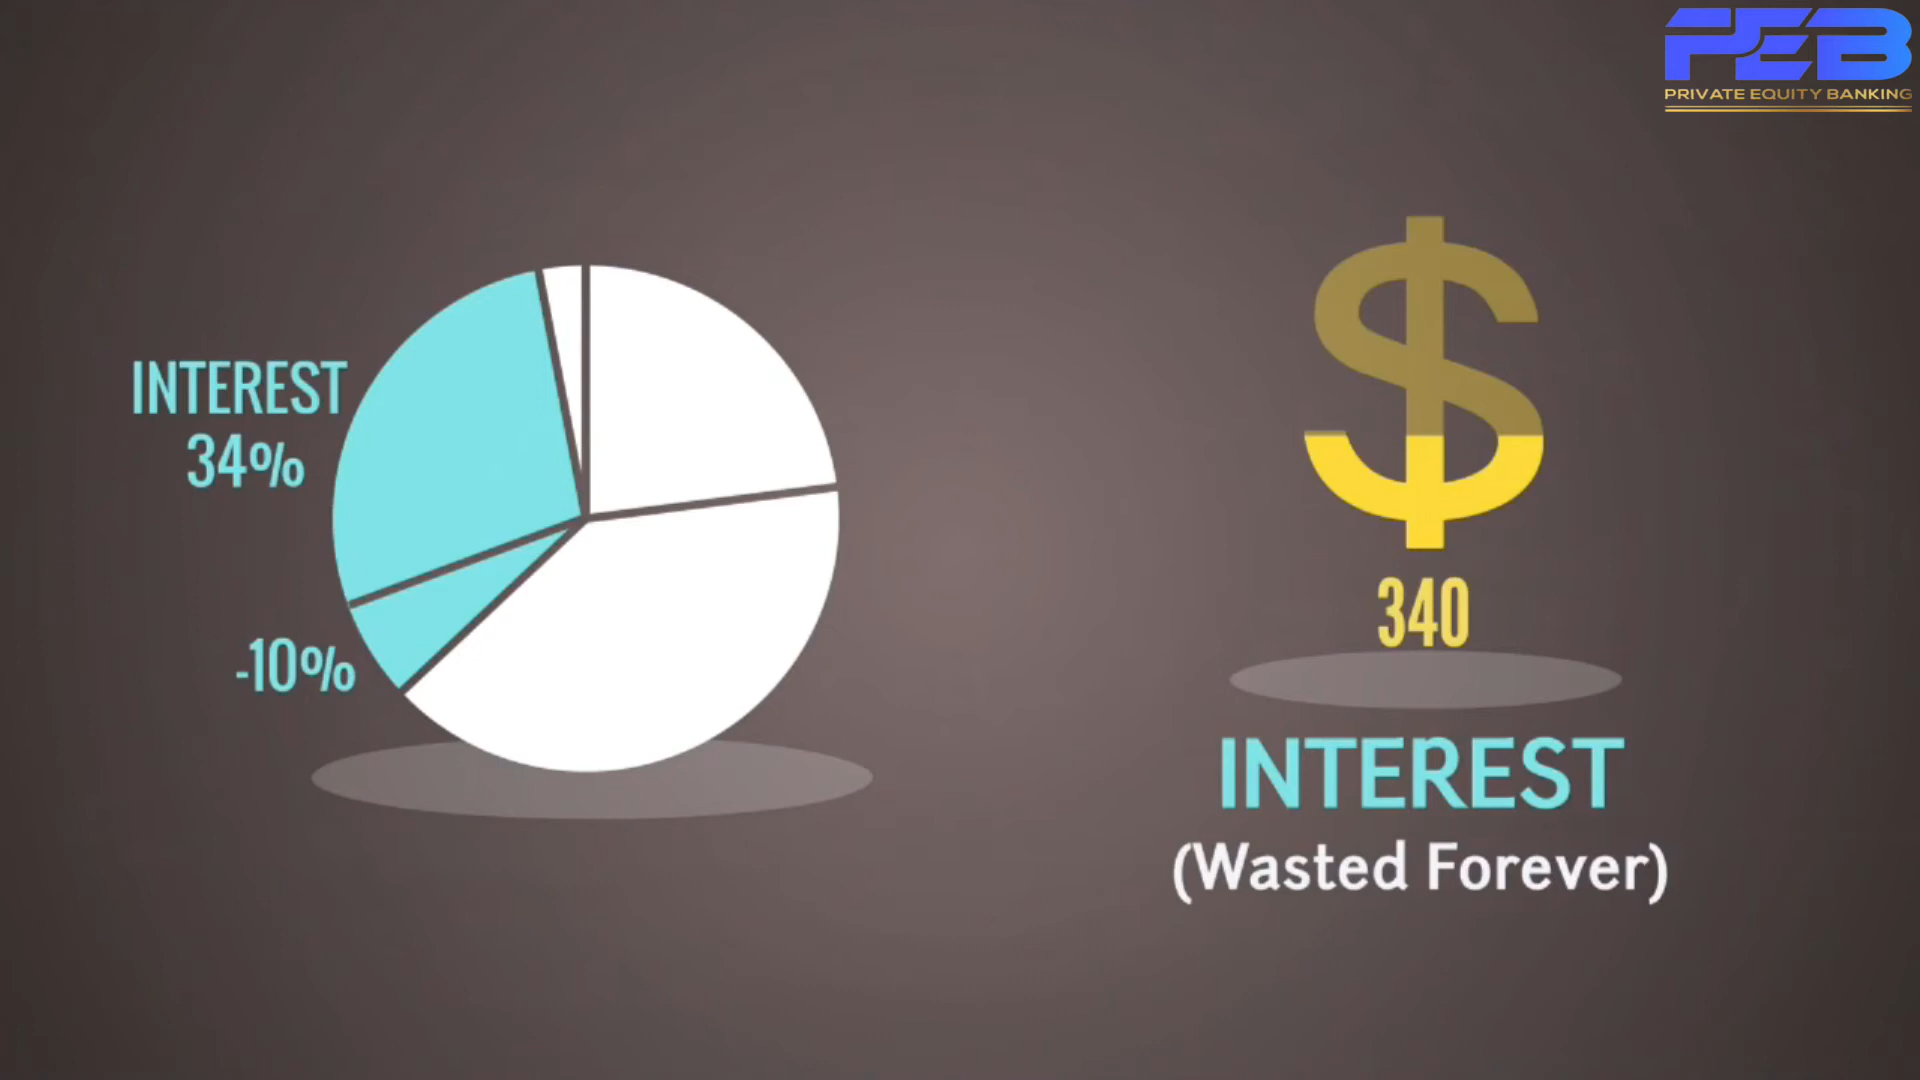 PEB
PRIVATE EQUITY BANKING
INTEREST
34%
-10%
$
340
INTEREST
(Wasted Forever)